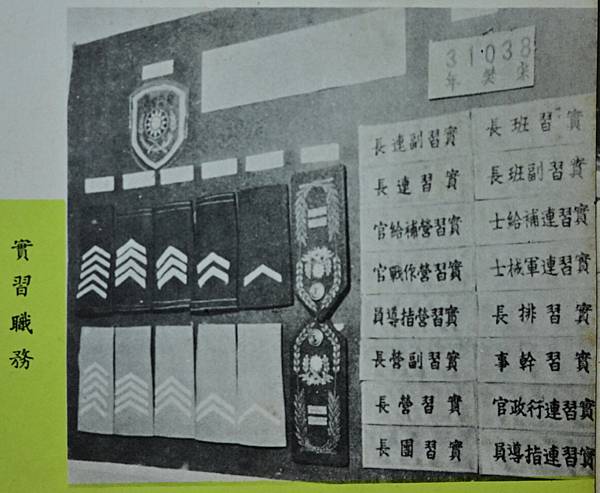 實習職務
31038
實習班長
實習副班長
實習連補給士
實習連軍械士
實習排長
實習幹事
實習連行政官
實習連指導員
實習副連長
實習連長
實習營補給官
實習營作戰官
實習營指導員
實習副營長
實習營長
實習團長